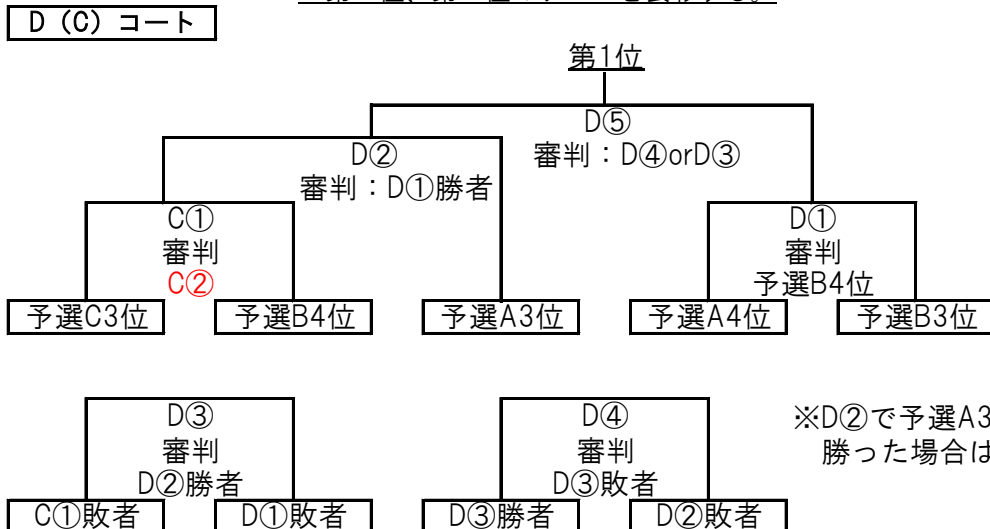 D（C）コート
第1位
D⑤
審判：D④orD③
D②
審判：D①勝者
C①
審判
C②
D①
審判
予選B4位
予選C3位
予選B4位
予選A3位
予選A4位
予選B3位
D③
審判
D②勝者
D④
審判
D③敗者
※D②で予選A3
勝った場合は
C①敗者
D①敗者
D③勝者
D②敗者